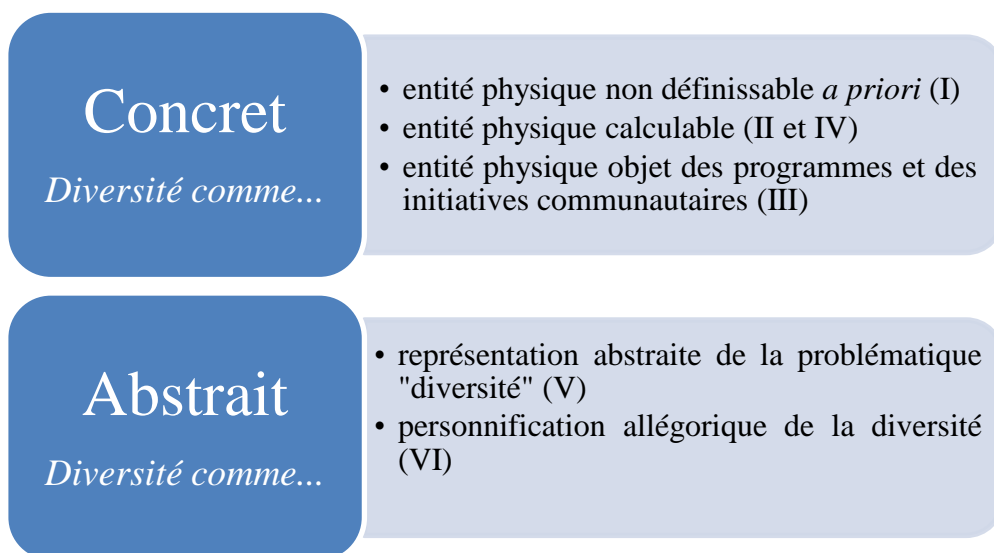 Concret
Diversité comme...
• entité physique non définissable a priori (I)
• entité physique calculable (II et IV)
• entité physique objet des programmes et des
initiatives communautaires (III)
Abstrait
Diversité comme...
• représentation abstraite de la problématique
"diversité" (V)
• personnification allégorique de la diversité
(VI)